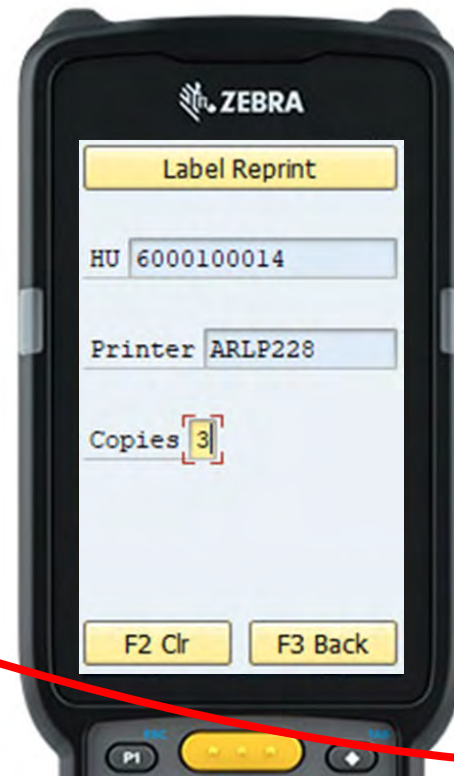 ZEBRA
Label Reprint
HU 6000100014
Printer ARLP228
Copies 3
F2 Clr F3 Back
P1